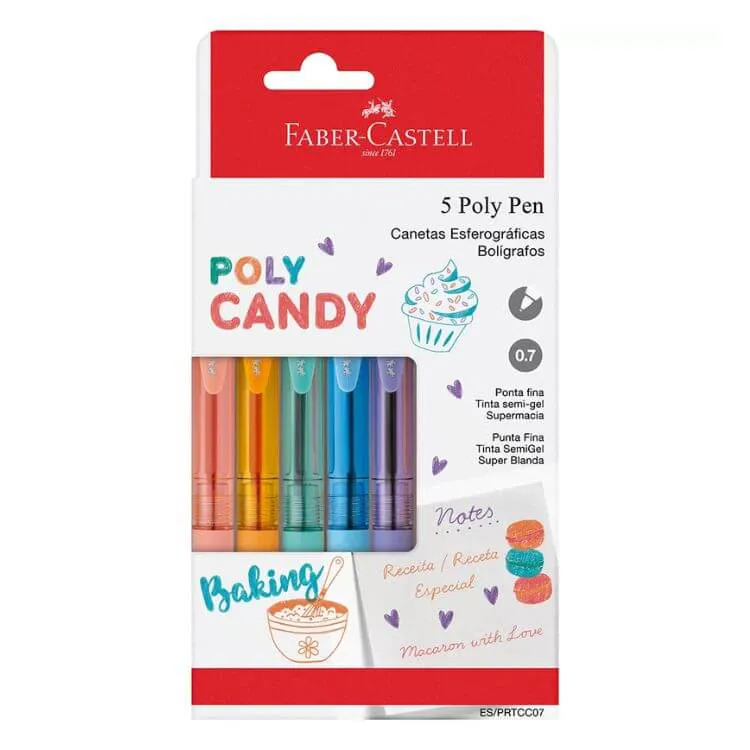 FABER-CASTELL
since 1761
5 Poly Pen
Canetas Esferográficas
Bolígrafos
POLY
CANDY
0.7
Ponta fina
Tinta semi-gel
Supermacia
Punta Fina
Tinta SemiGel
Super Blanda
Notes
Receita / Receta
Especial
Macaron with Love
Baking
ES/PRTCC07